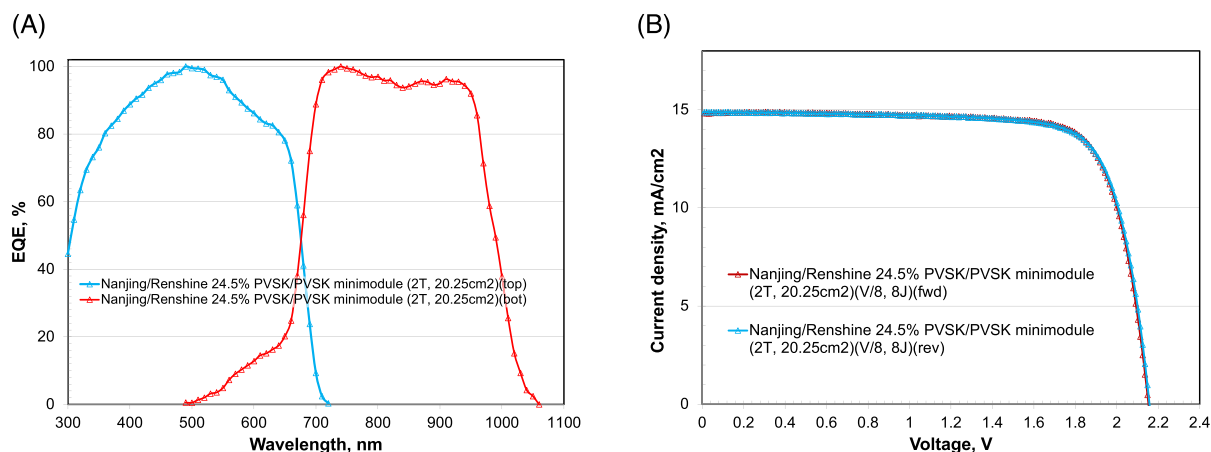 (A)
100
80
60
40
20
0
EQE, %
300 400 500 600 700 800 900 1000 1100
Wavelength, nm
Nanjing/Renshine 24.5% PVSK/PVSK minimodule (2T, 20.25cm2)(top)
Nanjing/Renshine 24.5% PVSK/PVSK minimodule (2T, 20.25cm2)(bot)
(B)
15
10
5
0
Current density, mA/cm2
0 0.2 0.4 0.6 0.8 1 1.2 1.4 1.6 1.8 2 2.2 2.4
Voltage, V
Nanjing/Renshine 24.5% PVSK/PVSK minimodule
(2T, 20.25cm2)(V/8, 8J)(fwd)
Nanjing/Renshine 24.5% PVSK/PVSK minimodule
(2T, 20.25cm2)(V/8, 8J)(rev)